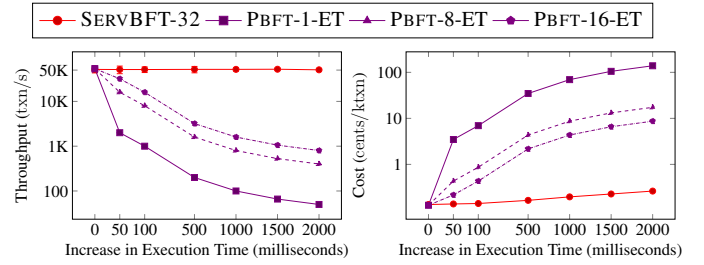 SERVBFT-32 PBFT-1-ET PBFT-8-ET PBFT-16-ET
Throughput (txn/s)
50K
10K
1K
100
0 50 100 500 1000 1500 2000
Increase in Execution Time (milliseconds)
Cost (cents/ktxn)
100
10
1
0 50 100 500 1000 1500 2000
Increase in Execution Time (milliseconds)